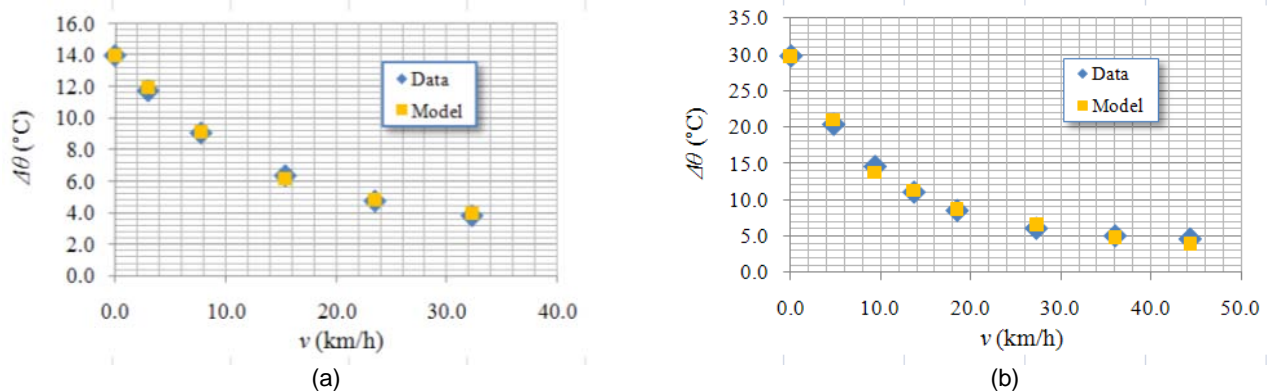 16.0
14.0
12.0
10.0
8.0
6.0
4.0
2.0
0.0
Δθ (°C)
Data
Model
0.0 10.0 20.0 30.0 40.0
v (km/h)
(a)
35.0
30.0
25.0
20.0
15.0
10.0
5.0
0.0
Δθ (°C)
Data
Model
0.0 10.0 20.0 30.0 40.0 50.0
v (km/h)
(b)